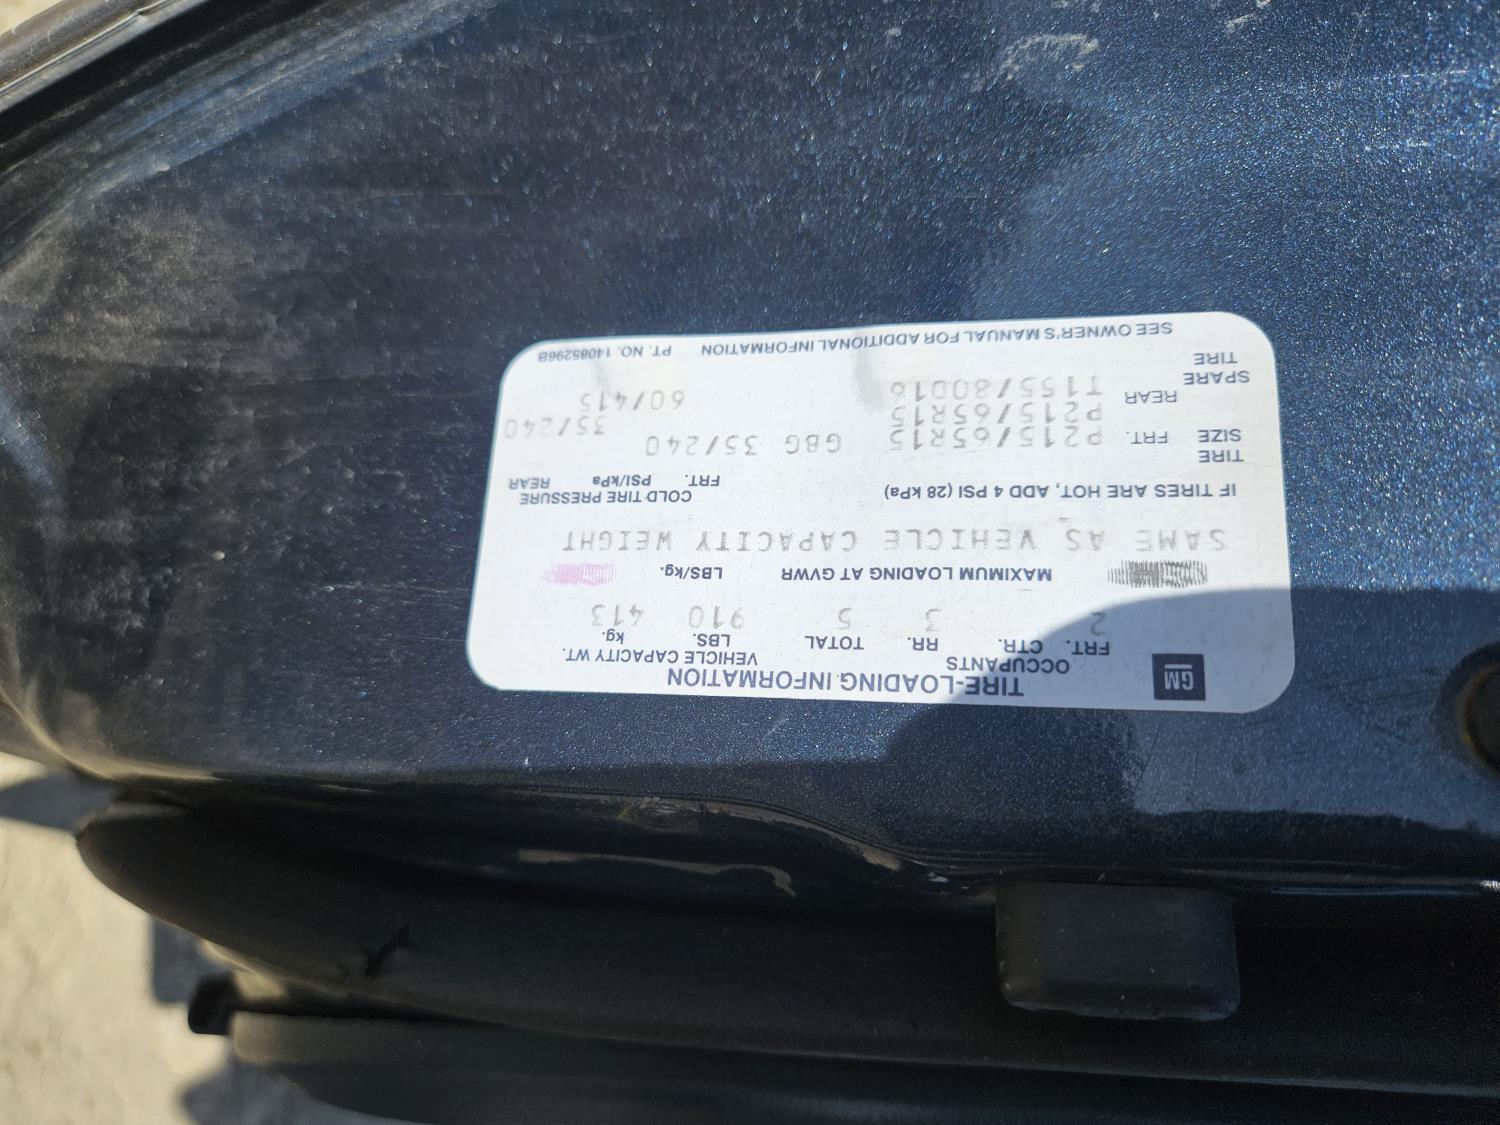 GM TIRE-LOADING INFORMATION
OCCUPANTS VEHICLE CAPACITY WT.
FRT. CTR. RR. TOTAL LBS. kg.
2 3 5 910 413
MAXIMUM LOADING AT GVWR LBS/kg.
SAME AS VEHICLE CAPACITY WEIGHT
IF TIRES ARE HOT, ADD 4 PSI (28 kPa) COLD TIRE PRESSURE
FRT. PSI/kPa REAR
TIRE
SIZE FRT. P215/65R15 GBG 35/240 35/240
REAR P215/65R15
SPARE T155/80D16 60/415
TIRE
SEE OWNER'S MANUAL FOR ADDITIONAL INFORMATION PT. NO. 14085296B